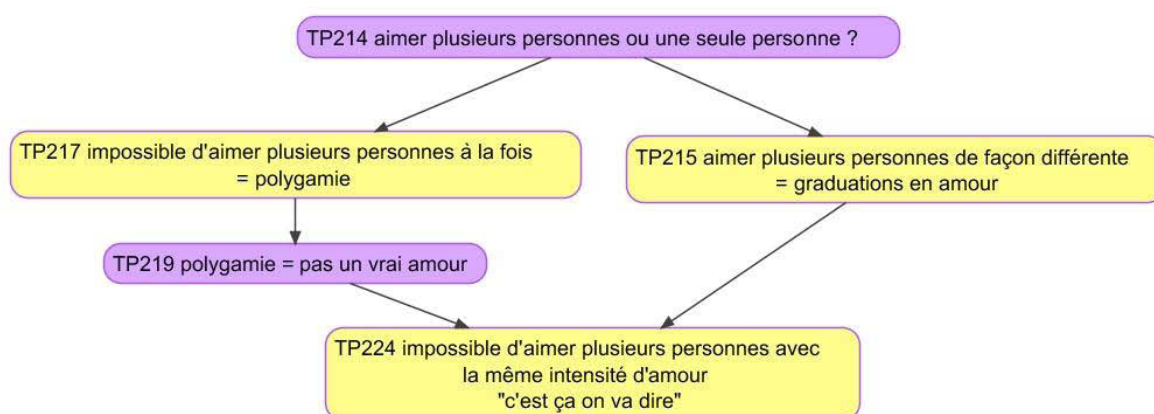 TP214 aimer plusieurs personnes ou une seule personne ?
TP217 impossible d'aimer plusieurs personnes à la fois
= polygamie
TP215 aimer plusieurs personnes de façon différente
= graduations en amour
TP219 polygamie = pas un vrai amour
TP224 impossible d'aimer plusieurs personnes avec
la même intensité d'amour
"c'est ça on va dire"